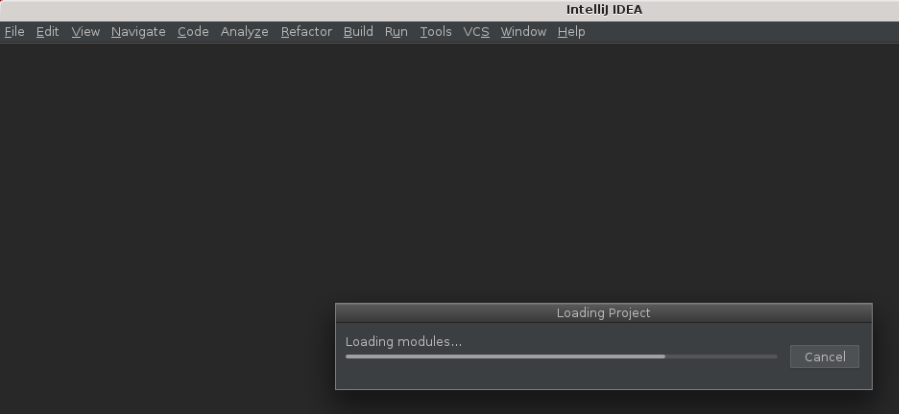 IntelliJ IDEA
File Edit View Navigate Code Analyze Refactor Build Run Tools VCS Window Help
Loading Project
Loading modules...
Cancel